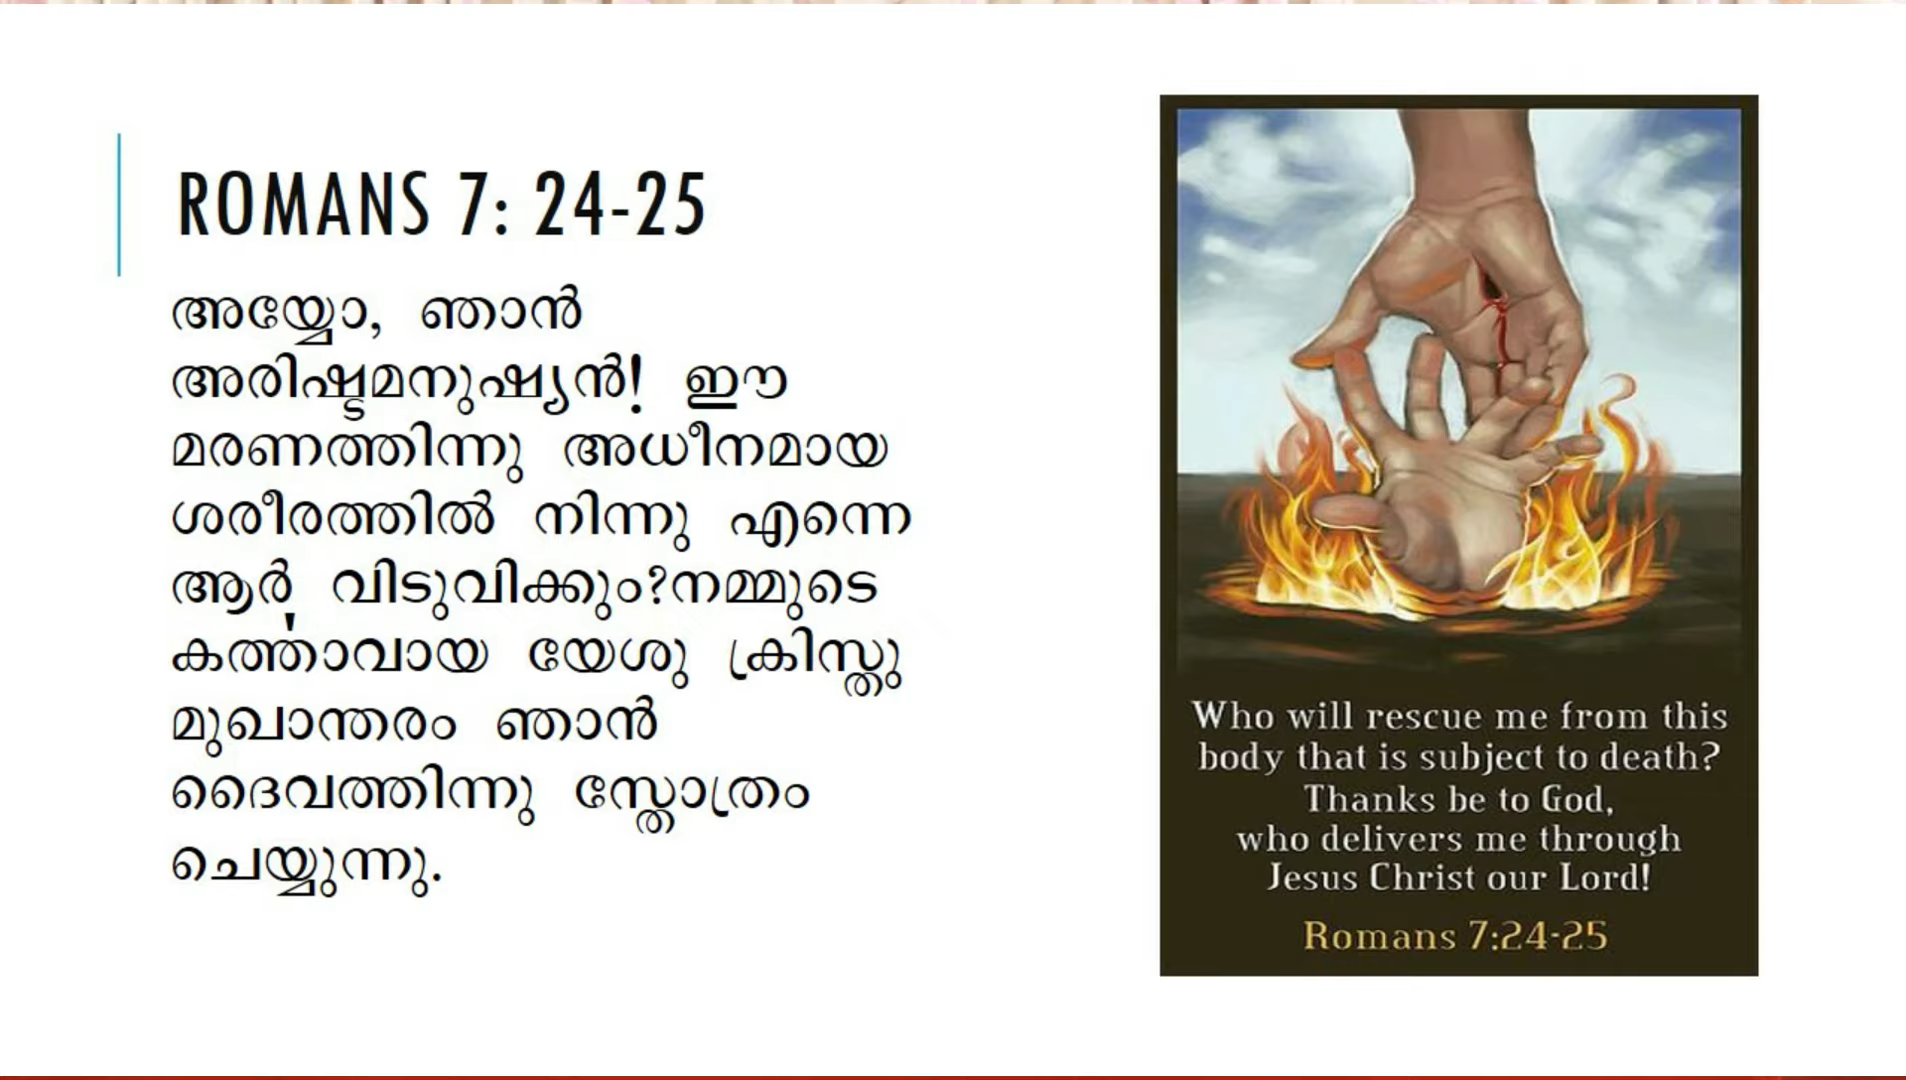 ROMANS 7: 24-25
അയ്യോ, ഞാൻ
അരിഷ്ടമനുഷ്യൻ! ഈ
മരണത്തിന്നു അധീനമായ
ശരീരത്തിൽ നിന്നു എന്നെ
ആർ വിടുവിക്കും?നമ്മുടെ
കർത്താവായ യേശു ക്രിസ്തു
മുഖാന്തരം ഞാൻ
ദൈവത്തിന്നു സ്തോത്രം
ചെയ്യുന്നു.
Who will rescue me from this
body that is subject to death?
Thanks be to God,
who delivers me through
Jesus Christ our Lord!
Romans 7:24-25